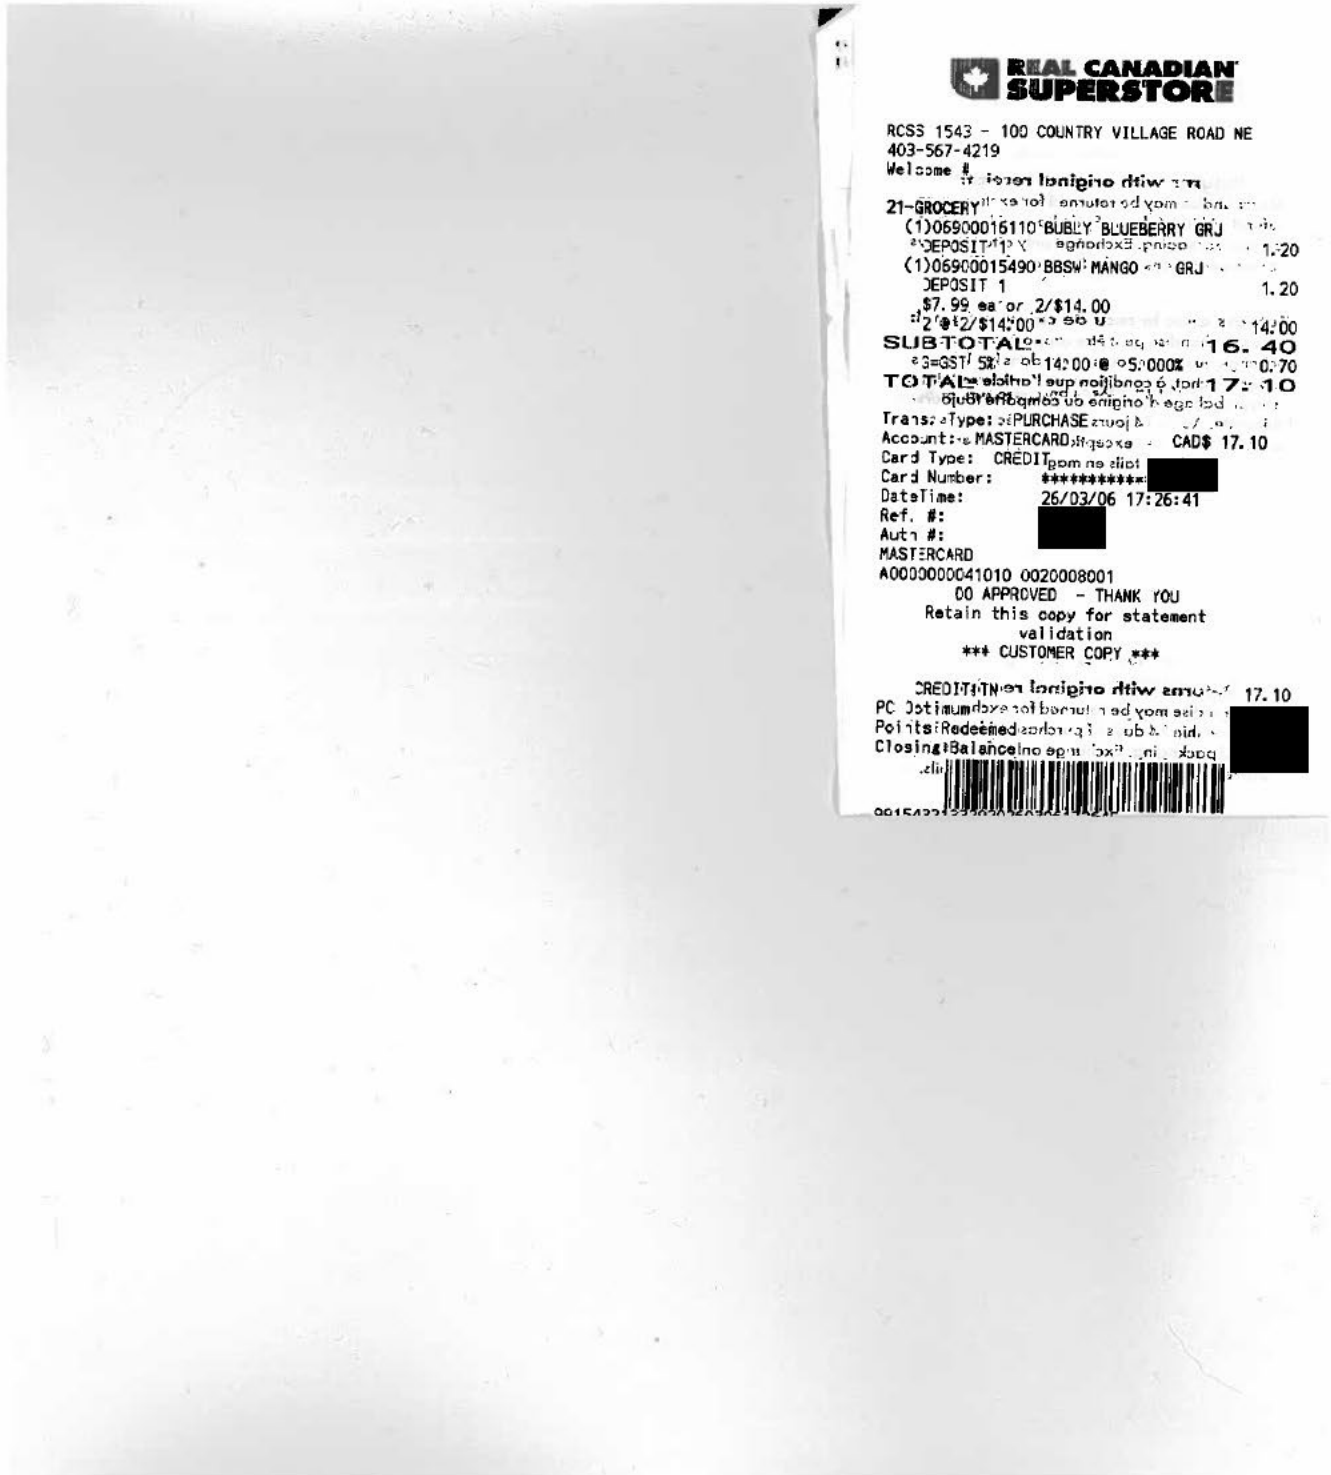 REAL CANADIAN
SUPERSTORE
RCSS 1543 - 100 COUNTRY VILLAGE ROAD NE
403-567-4219
Welcome #
21-GROCERY
(1)06900016110 BUBLY BLUEBERRY GRJ
DEPOSIT 1 1.20
(1)06900015490 BBSW MANGO GRJ
DEPOSIT 1 1.20
$7.99 ea or 2/$14.00
2 @ 2/$14.00 14.00
SUBTOTAL 16.40
G=GST 5% 14.00 @ 5.000% 0.70
TOTAL 17.10
Trans. Type: PURCHASE
Account: MASTERCARD CAD$ 17.10
Card Type: CREDIT
Card Number: ***********
DateTime: 26/03/06 17:26:41
Ref. #:
Auth #:
MASTERCARD
A0000000041010 0020008001
00 APPROVED - THANK YOU
Retain this copy for statement
validation
*** CUSTOMER COPY ***
CREDIT TN 17.10
PC Optimum
Points Redeemed
Closing Balance